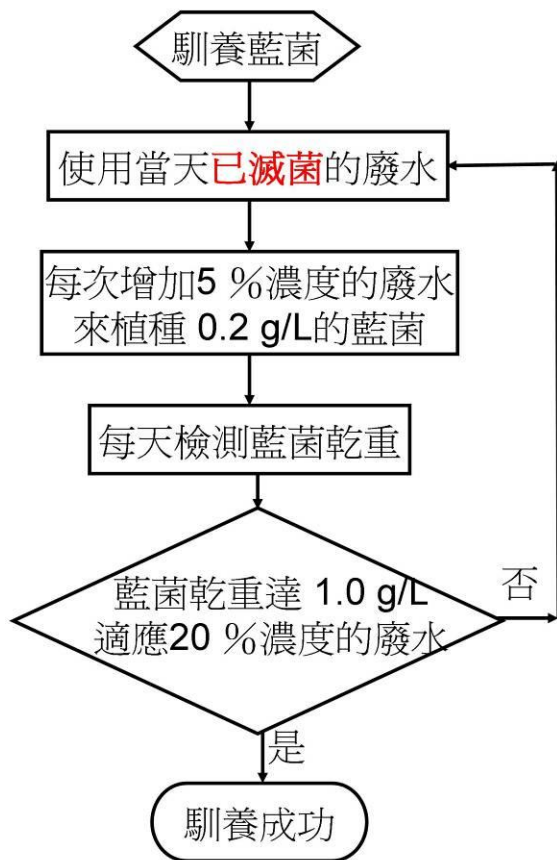 馴養藍菌
使用當天已滅菌的廢水
每次增加5 %濃度的廢水
來植種 0.2 g/L的藍菌
每天檢測藍菌乾重
藍菌乾重達 1.0 g/L
適應20 %濃度的廢水
否
是
馴養成功